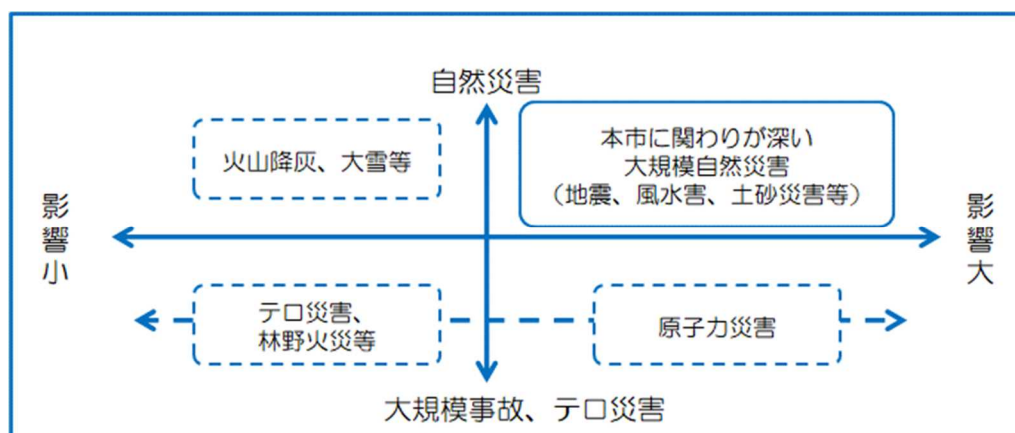 自然災害
火山降灰、大雪等
本市に関わりが深い
大規模自然災害
（地震、風水害、土砂災害等）
影響小
影響大
テロ災害、
林野火災等
原子力災害
大規模事故、テロ災害